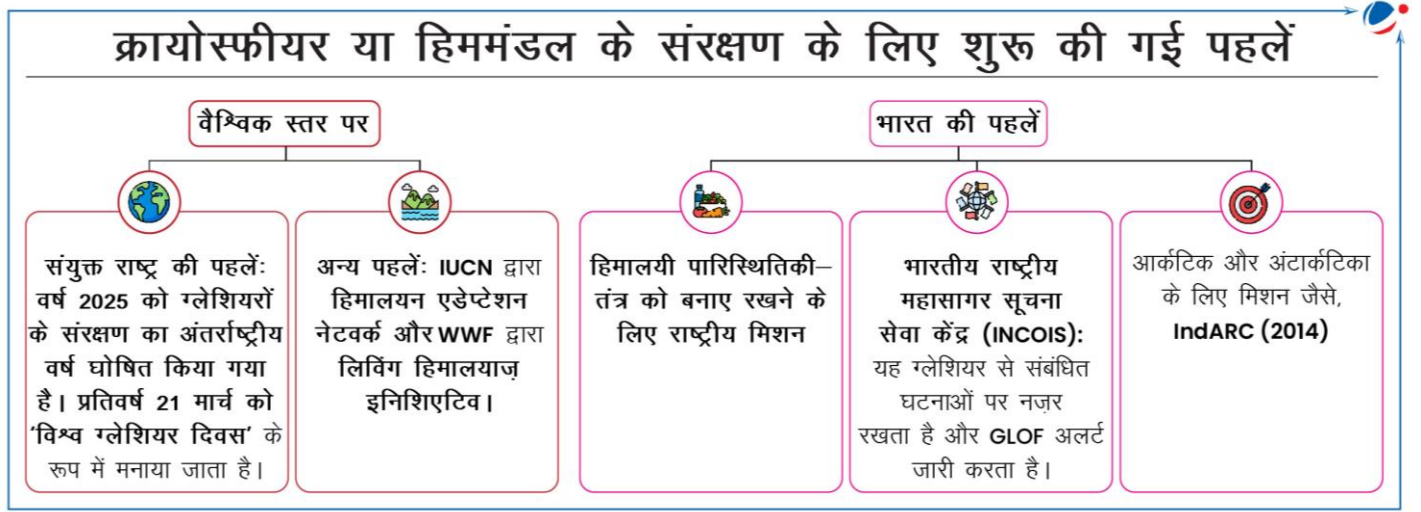 क्रायोस्फीयर या हिममंडल के संरक्षण के लिए शुरू की गई पहलें
वैश्विक स्तर पर
संयुक्त राष्ट्र की पहलेंः
वर्ष 2025 को ग्लेशियरों
के संरक्षण का अंतर्राष्ट्रीय
वर्ष घोषित किया गया
है। प्रतिवर्ष 21 मार्च को
‘विश्व ग्लेशियर दिवस’ के
रूप में मनाया जाता है।
अन्य पहलेंः IUCN द्वारा
हिमालयन एडेप्टेशन
नेटवर्क और WWF द्वारा
लिविंग हिमालयाज़
इनिशिएटिव।
भारत की पहलें
हिमालयी पारिस्थितिकी–
तंत्र को बनाए रखने के
लिए राष्ट्रीय मिशन
भारतीय राष्ट्रीय
महासागर सूचना
सेवा केंद्र (INCOIS):
यह ग्लेशियर से संबंधित
घटनाओं पर नज़र
रखता है और GLOF अलर्ट
जारी करता है।
आर्कटिक और अंटार्कटिका
के लिए मिशन जैसे,
IndARC (2014)